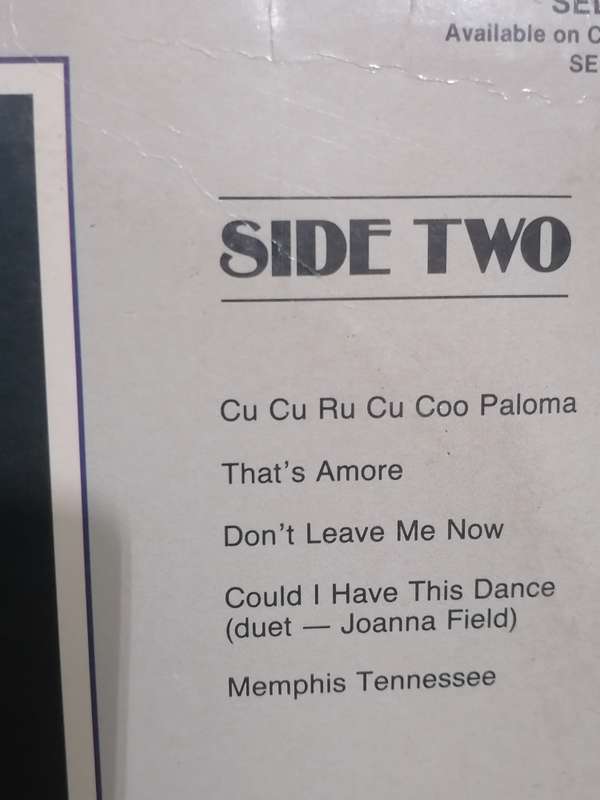 Available on
SIDE TWO
Cu Cu Ru Cu Coo Paloma
That's Amore
Don't Leave Me Now
Could I Have This Dance
(duet — Joanna Field)
Memphis Tennessee